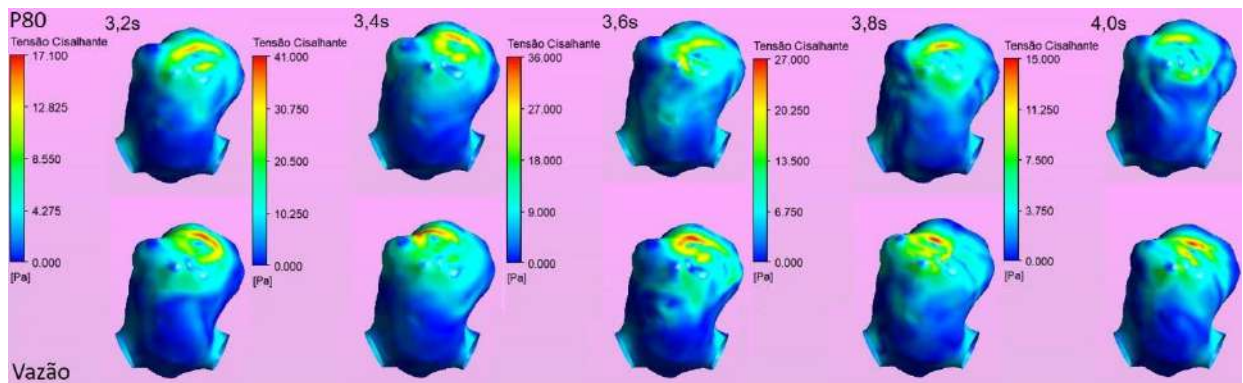 P80
3,2s
3,4s
3,6s
3,8s
4,0s
Tensão Cisalhante
17.100
12.825
8.550
4.275
0.000
[Pa]
Tensão Cisalhante
41.000
30.750
20.500
10.250
0.000
[Pa]
Tensão Cisalhante
36.000
27.000
18.000
9.000
0.000
[Pa]
Tensão Cisalhante
27.000
20.250
13.500
6.750
0.000
[Pa]
Tensão Cisalhante
15.000
11.250
7.500
3.750
0.000
[Pa]
Vazão